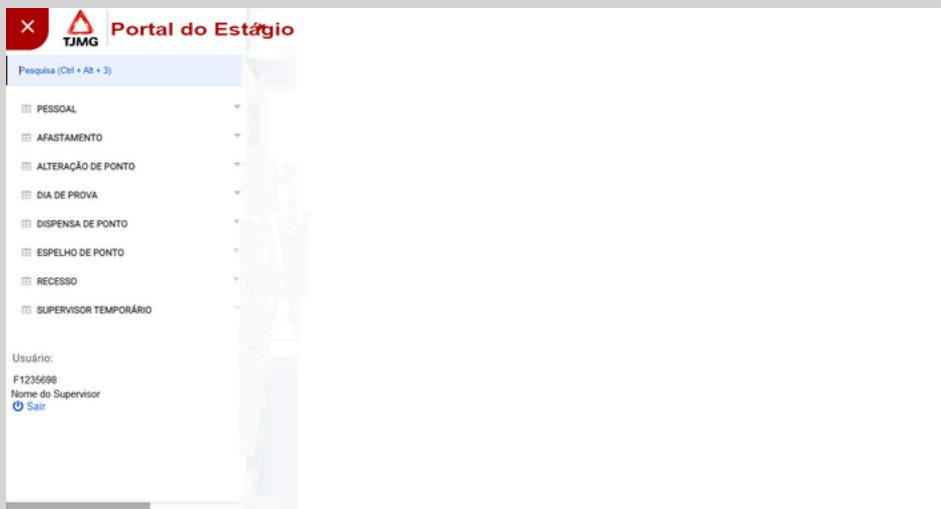 TJMG
Portal do Estágio
Pesquisa (Ctrl + Alt + 3)
PESSOAL
AFASTAMENTO
ALTERAÇÃO DE PONTO
DIA DE PROVA
DISPENSA DE PONTO
ESPELHO DE PONTO
RECESSO
SUPERVISOR TEMPORÁRIO
Usuário:
F1235698
Nome do Supervisor
Sair